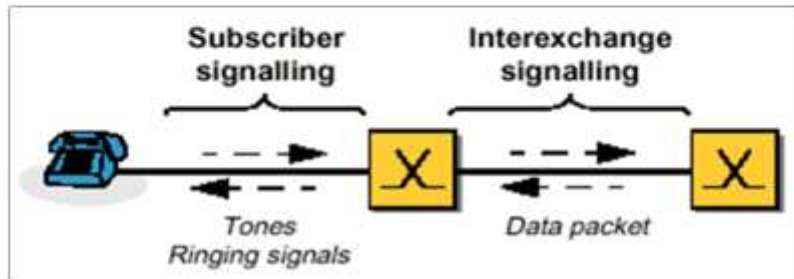 Subscriber
signalling
Interexchange
signalling
Tones
Ringing signals
Data packet